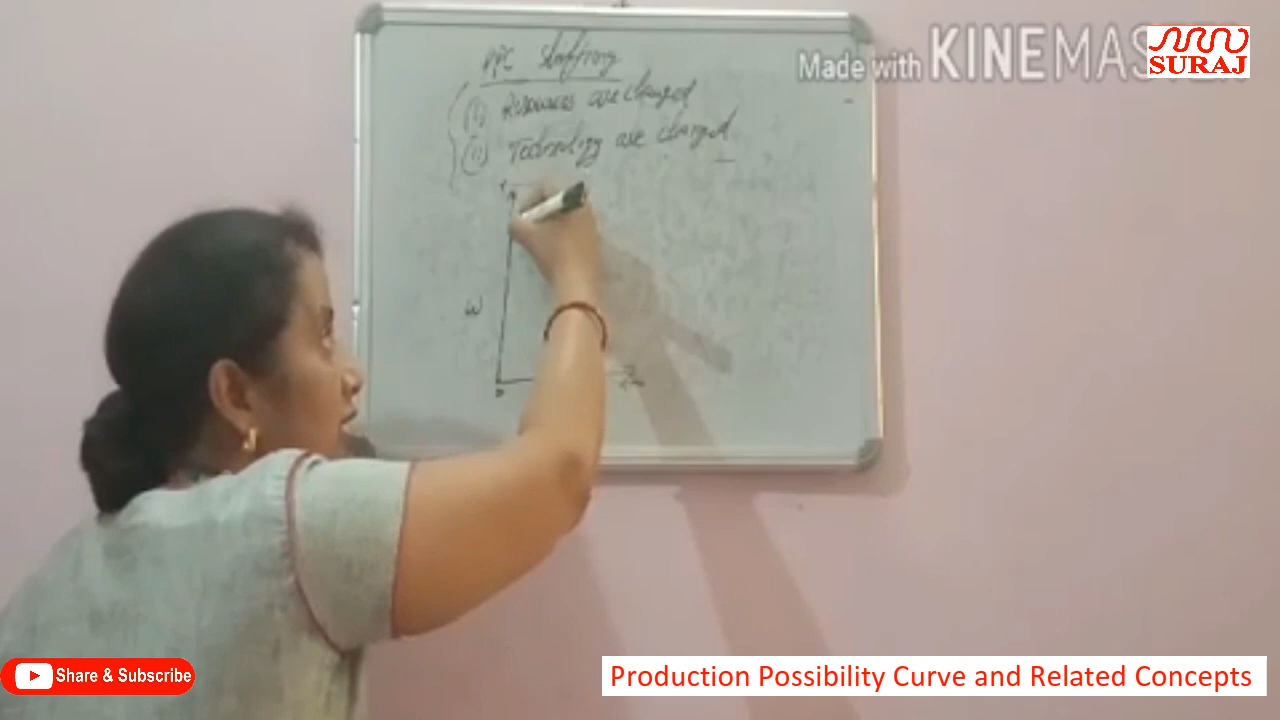 PPC Shifting
(i) Resources are changed
(ii) Technology are changed
Y
W
Made with KINEMAS
SURAJ
Share & Subscribe
Production Possibility Curve and Related Concepts